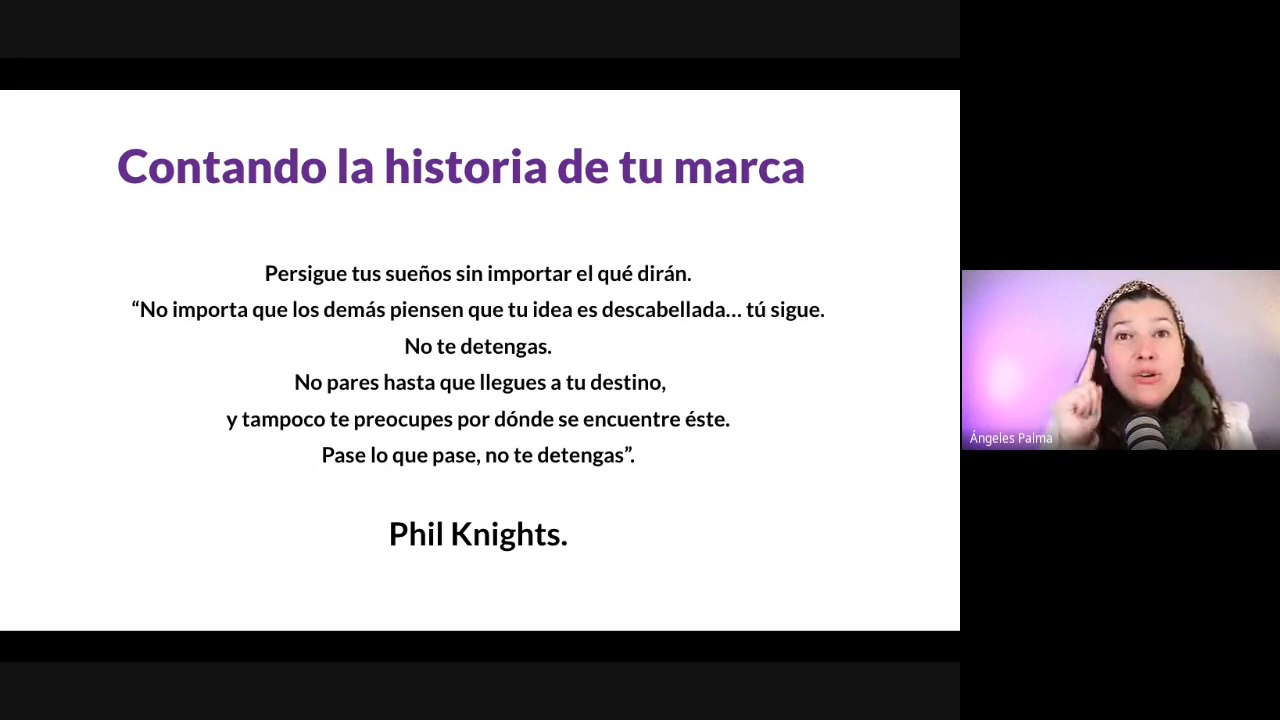 Contando la historia de tu marca
Persigue tus sueños sin importar el qué dirán.
“No importa que los demás piensen que tu idea es descabellada... tú sigue.
No te detengas.
No pares hasta que llegues a tu destino,
y tampoco te preocupes por dónde se encuentre éste.
Pase lo que pase, no te detengas”.
Phil Knights.
Ángeles Palma